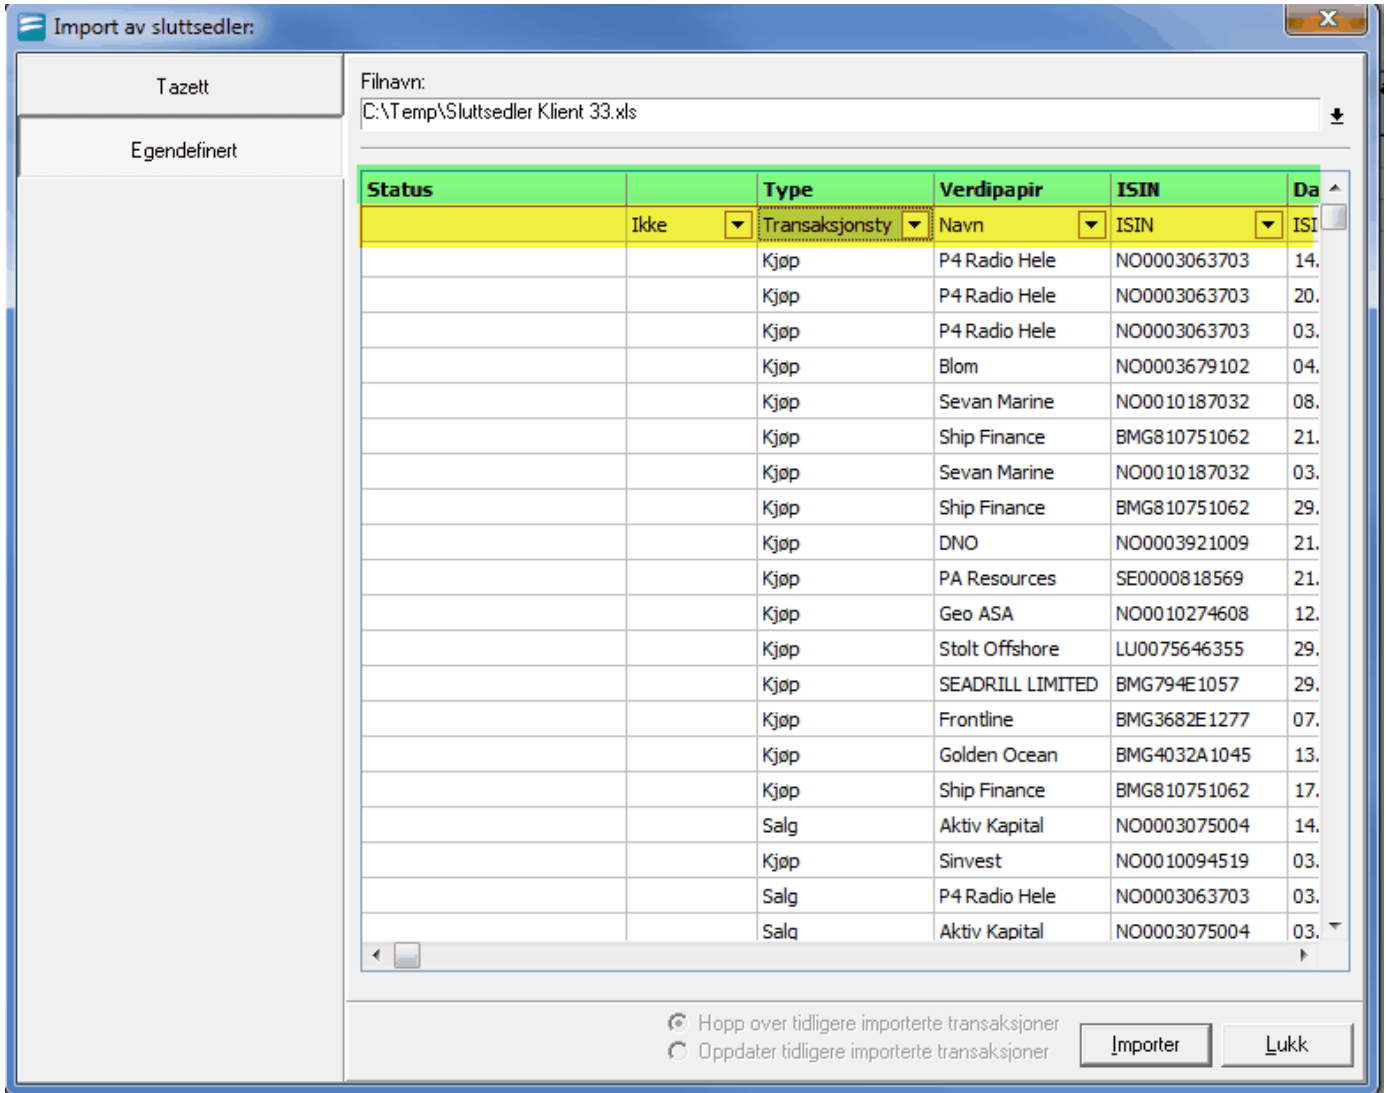 Import av sluttsedler:
Tazett
Egendefinert
Filnavn:
C:\Temp\Sluttsedler Klient 33.xls
Status Type Verdipapir ISIN Da
Ikke Transaksjonsty Navn ISIN ISI
Kjøp P4 Radio Hele NO0003063703 14.
Kjøp P4 Radio Hele NO0003063703 20.
Kjøp P4 Radio Hele NO0003063703 03.
Kjøp Blom NO0003679102 04.
Kjøp Sevan Marine NO0010187032 08.
Kjøp Ship Finance BMG810751062 21.
Kjøp Sevan Marine NO0010187032 03.
Kjøp Ship Finance BMG810751062 29.
Kjøp DNO NO0003921009 21.
Kjøp PA Resources SE0000818569 21.
Kjøp Geo ASA NO0010274608 12.
Kjøp Stolt Offshore LU0075646355 29.
Kjøp SEADRILL LIMITED BMG794E1057 29.
Kjøp Frontline BMG3682E1277 07.
Kjøp Golden Ocean BMG4032A1045 13.
Kjøp Ship Finance BMG810751062 17.
Salg Aktiv Kapital NO0003075004 14.
Kjøp Sinvest NO0010094519 03.
Salg P4 Radio Hele NO0003063703 03.
Salg Aktiv Kapital NO0003075004 03.
Hopp over tidligere importerte transaksjoner
Oppdater tidligere importerte transaksjoner
Importer
Lukk